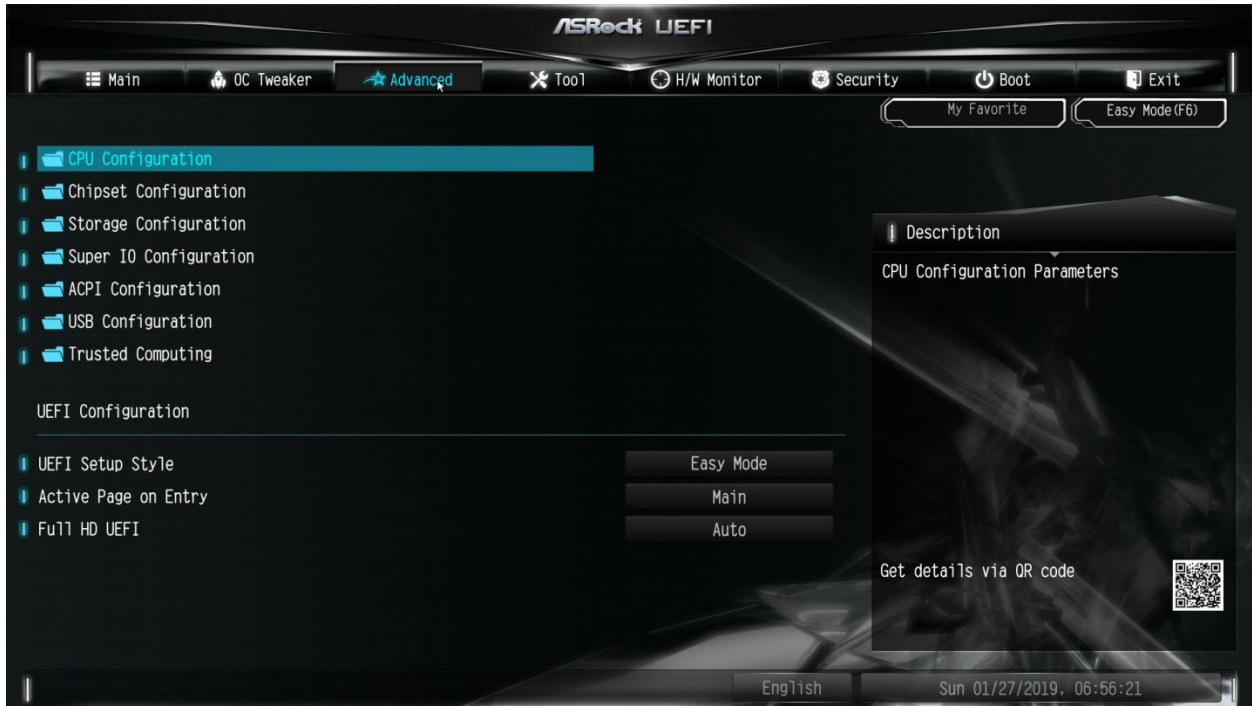 ASRock UEFI
Main OC Tweaker Advanced Tool H/W Monitor Security Boot Exit
My Favorite Easy Mode(F6)
CPU Configuration
Chipset Configuration
Storage Configuration
Super IO Configuration
ACPI Configuration
USB Configuration
Trusted Computing
UEFI Configuration
UEFI Setup Style Easy Mode
Active Page on Entry Main
Full HD UEFI Auto
Description
CPU Configuration Parameters
Get details via QR code
English Sun 01/27/2019, 06:56:21